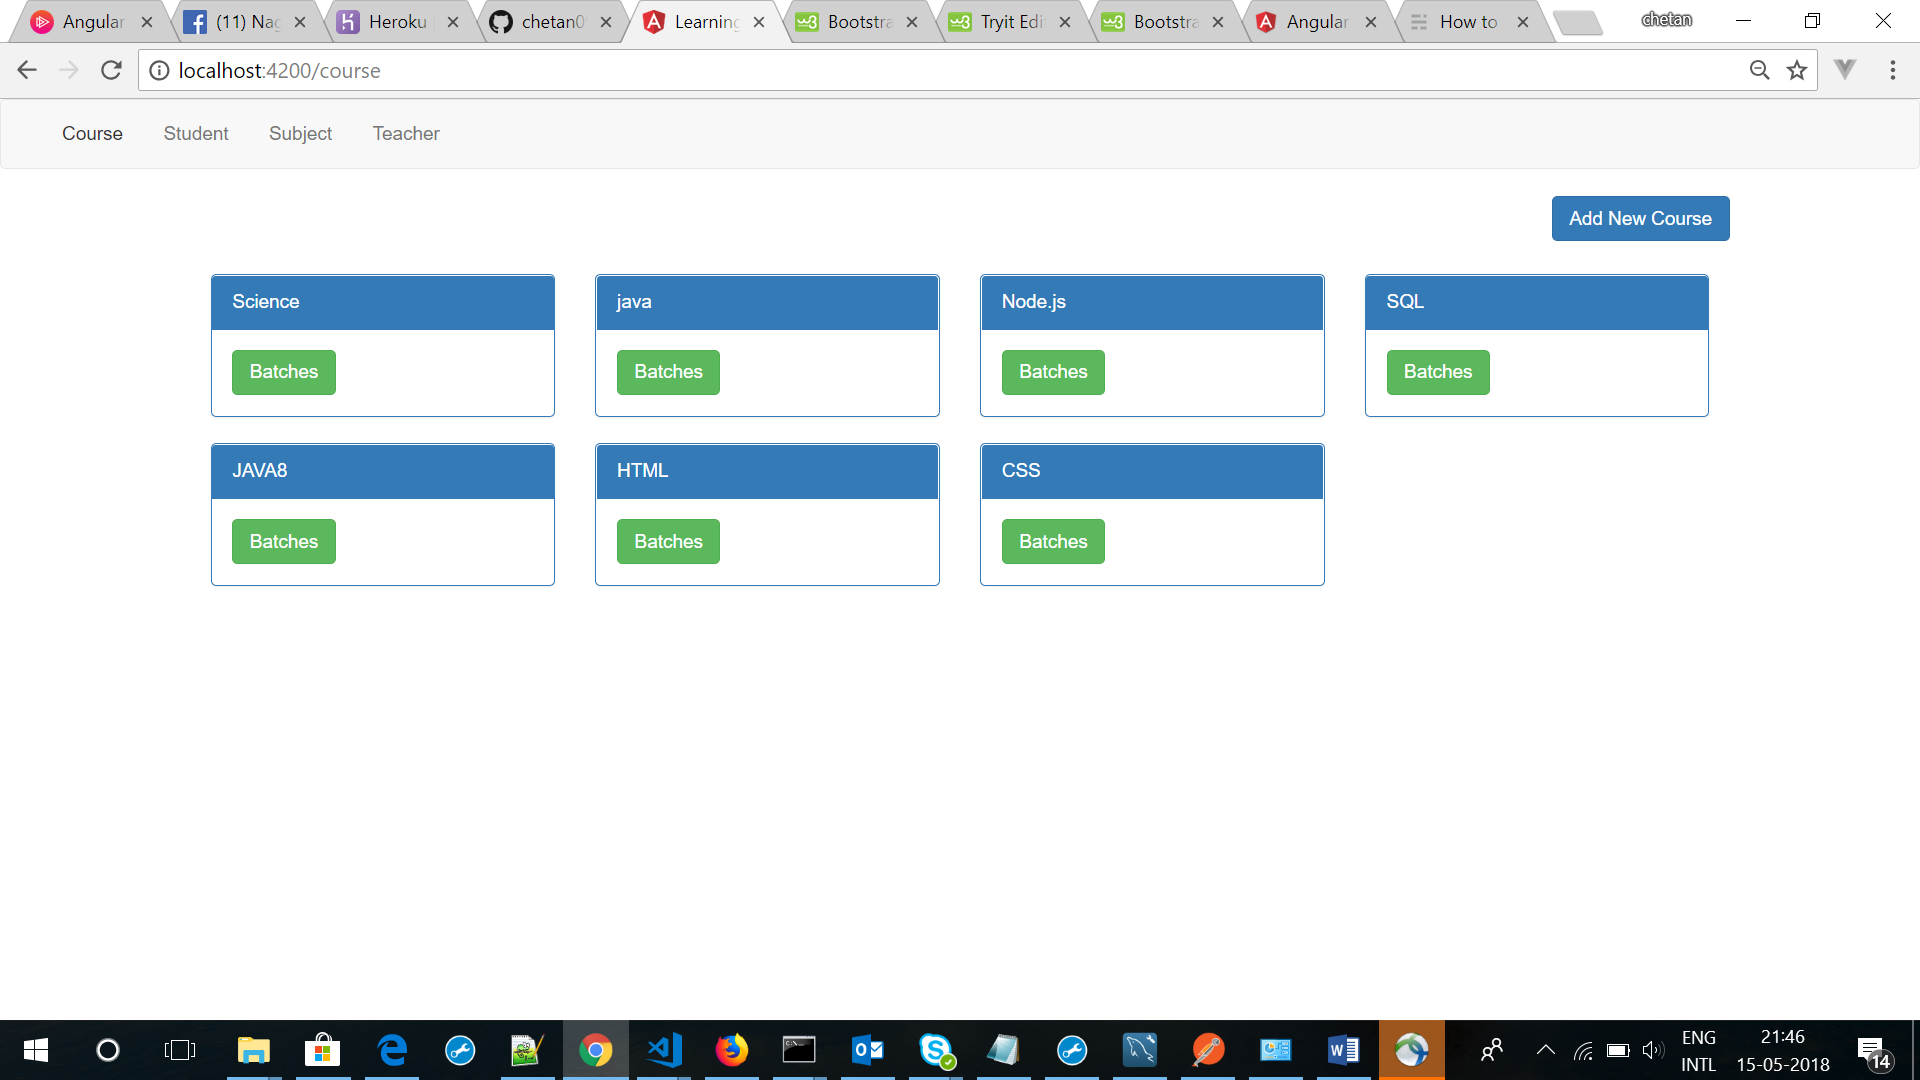 Angular
(11) Nag
Heroku
chetan0
Learning
Bootstra
Tryit Edi
Bootstra
Angular
How to
chetan
localhost:4200/course
Course Student Subject Teacher
Add New Course
Science java Node.js SQL
Batches Batches Batches Batches
JAVA8 HTML CSS
Batches Batches Batches
ENG 21:46
INTL 15-05-2018
14